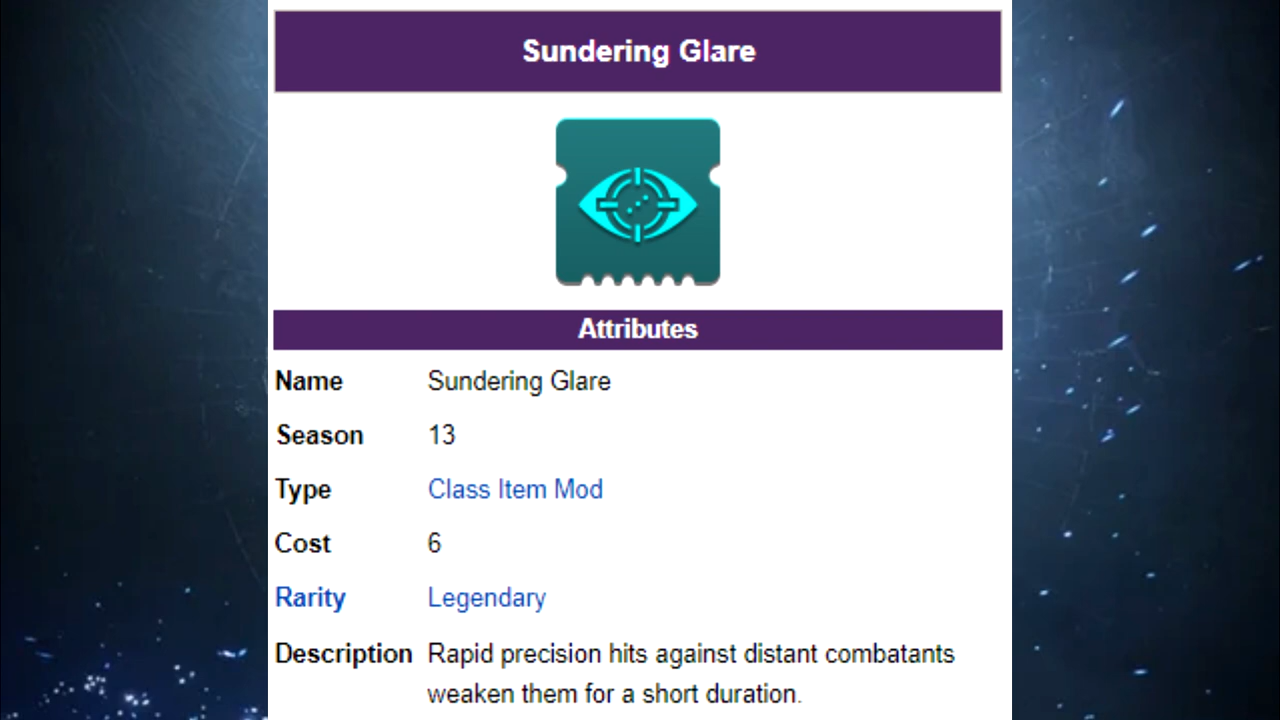 Sundering Glare
Attributes
Name Sundering Glare
Season 13
Type Class Item Mod
Cost 6
Rarity Legendary
Description Rapid precision hits against distant combatants
weaken them for a short duration.